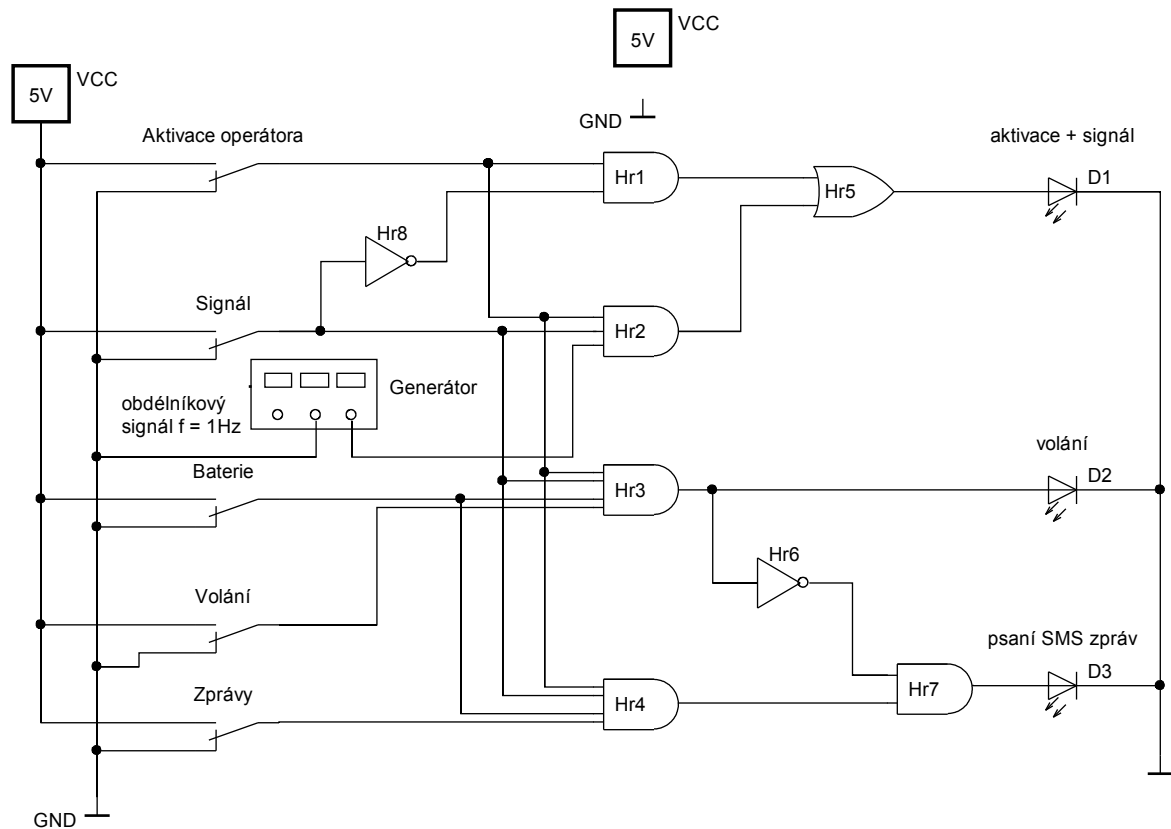 VCC
5V
VCC
5V
GND
Aktivace operátora
aktivace + signál
Hr1
Hr5
D1
Hr8
Signál
Hr2
Generátor
obdélníkový
signál f = 1Hz
Baterie
volání
Hr3
D2
Hr6
Volání
psaní SMS zpráv
Zprávy
Hr4
Hr7
D3
GND